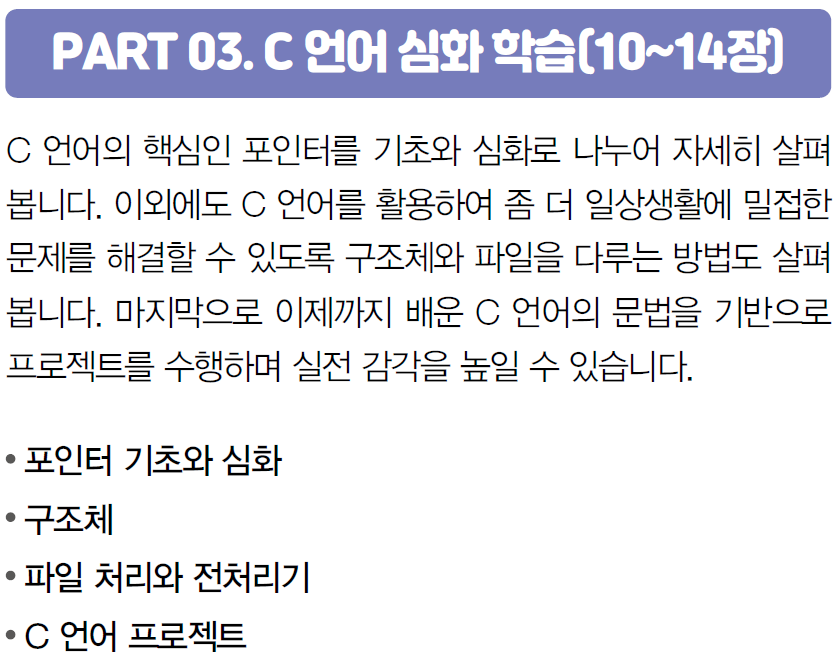 PART 03. C 언어 심화 학습(10~14장)
C 언어의 핵심인 포인터를 기초와 심화로 나누어 자세히 살펴
봅니다. 이외에도 C 언어를 활용하여 좀 더 일상생활에 밀접한
문제를 해결할 수 있도록 구조체와 파일을 다루는 방법도 살펴
봅니다. 마지막으로 이제까지 배운 C 언어의 문법을 기반으로
프로젝트를 수행하며 실전 감각을 높일 수 있습니다.
• 포인터 기초와 심화
• 구조체
• 파일 처리와 전처리기
• C 언어 프로젝트